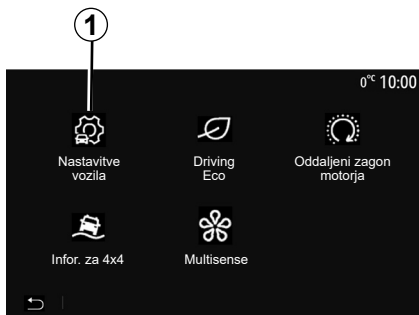 1
0°C 10:00
Nastavitve
vozila
Driving
Eco
Oddaljeni zagon
motorja
Infor. za 4x4
Multisense